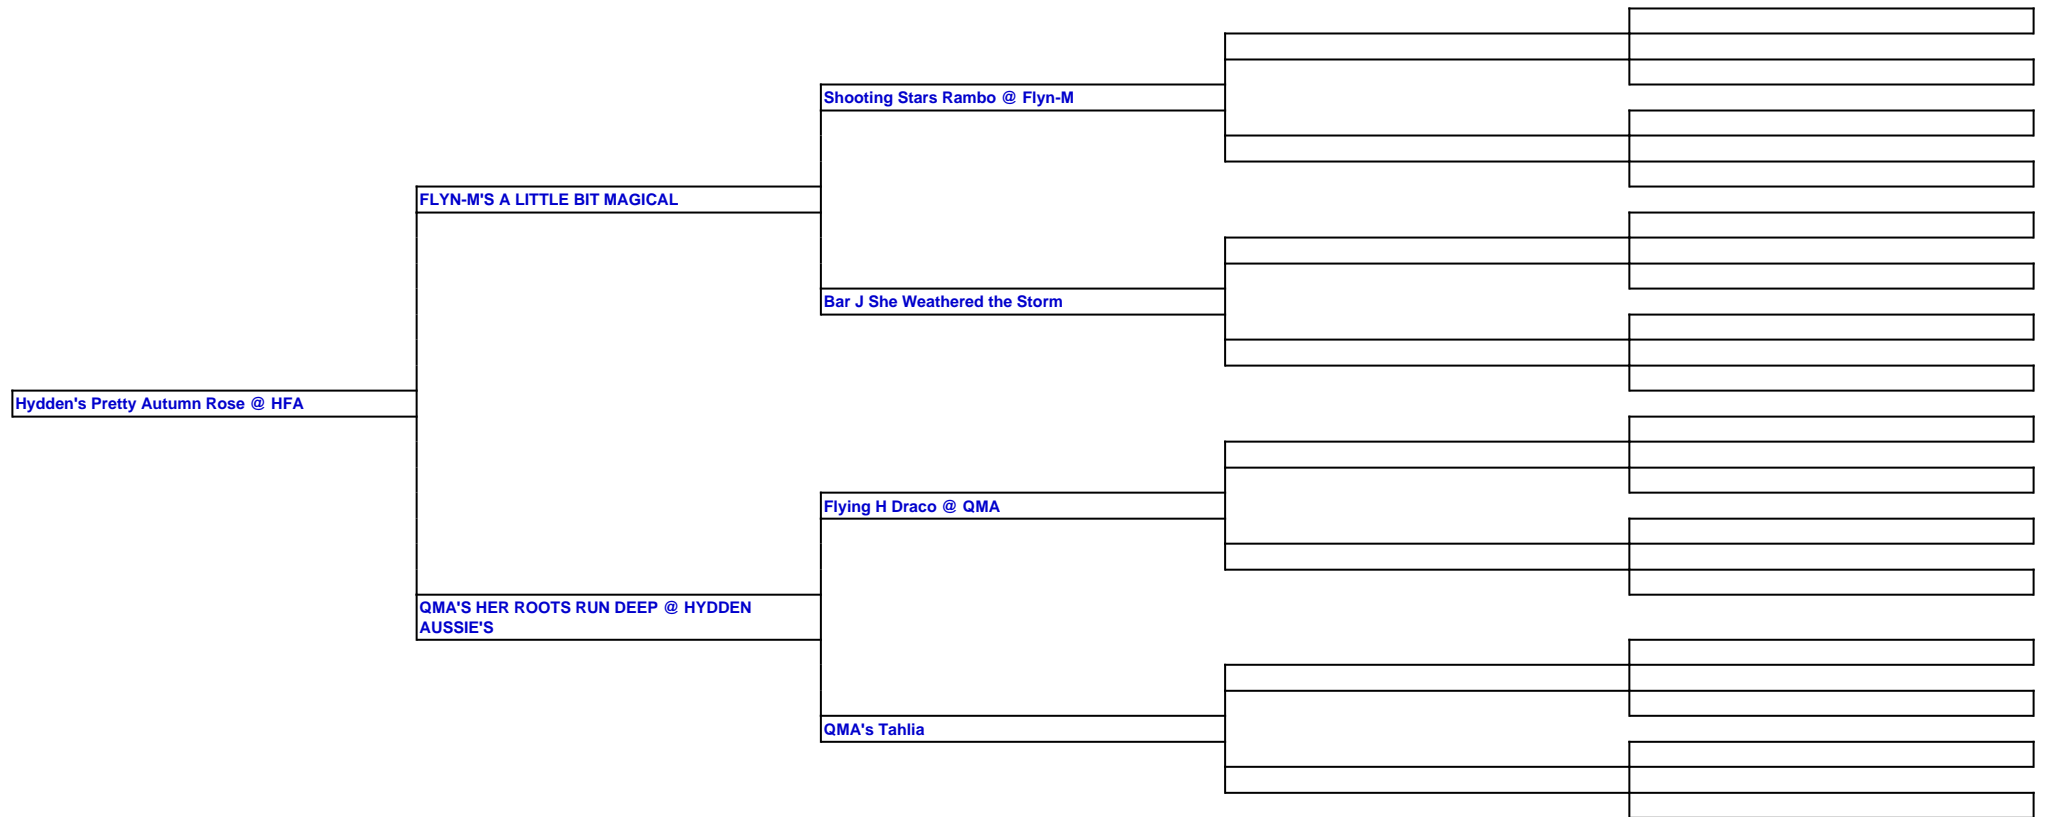 Shooting Stars Rambo @ Flyn-M
FLYN-M'S A LITTLE BIT MAGICAL
Bar J She Weathered the Storm
Hydden's Pretty Autumn Rose @ HFA
Flying H Draco @ QMA
QMA'S HER ROOTS RUN DEEP @ HYDDEN
AUSSIE'S
QMA's Tahlia